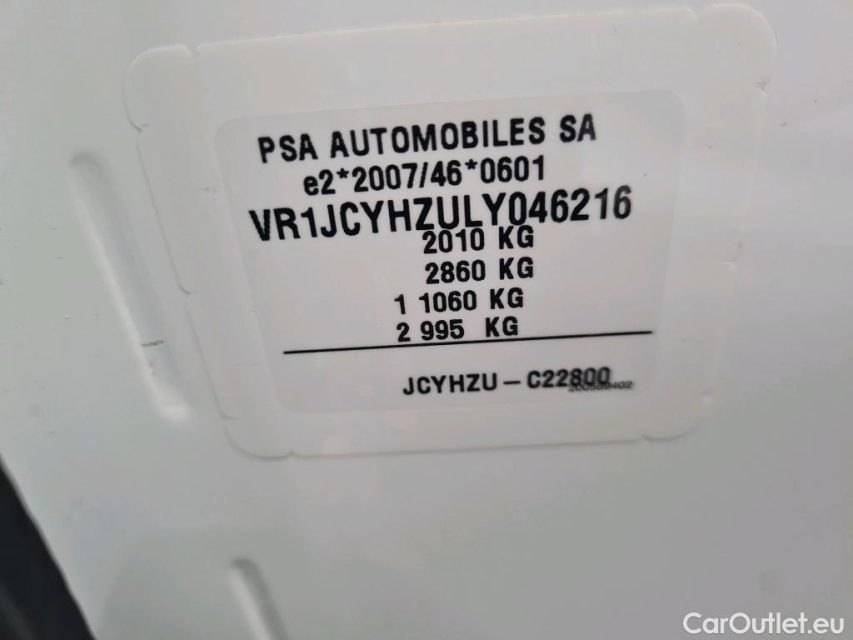 PSA AUTOMOBILES SA
e2*2007/46*0601
VR1JCYHZULY046216
2010 KG
2860 KG
1 1060 KG
2 995 KG
JCYHZU - C22800
CarOutlet.eu